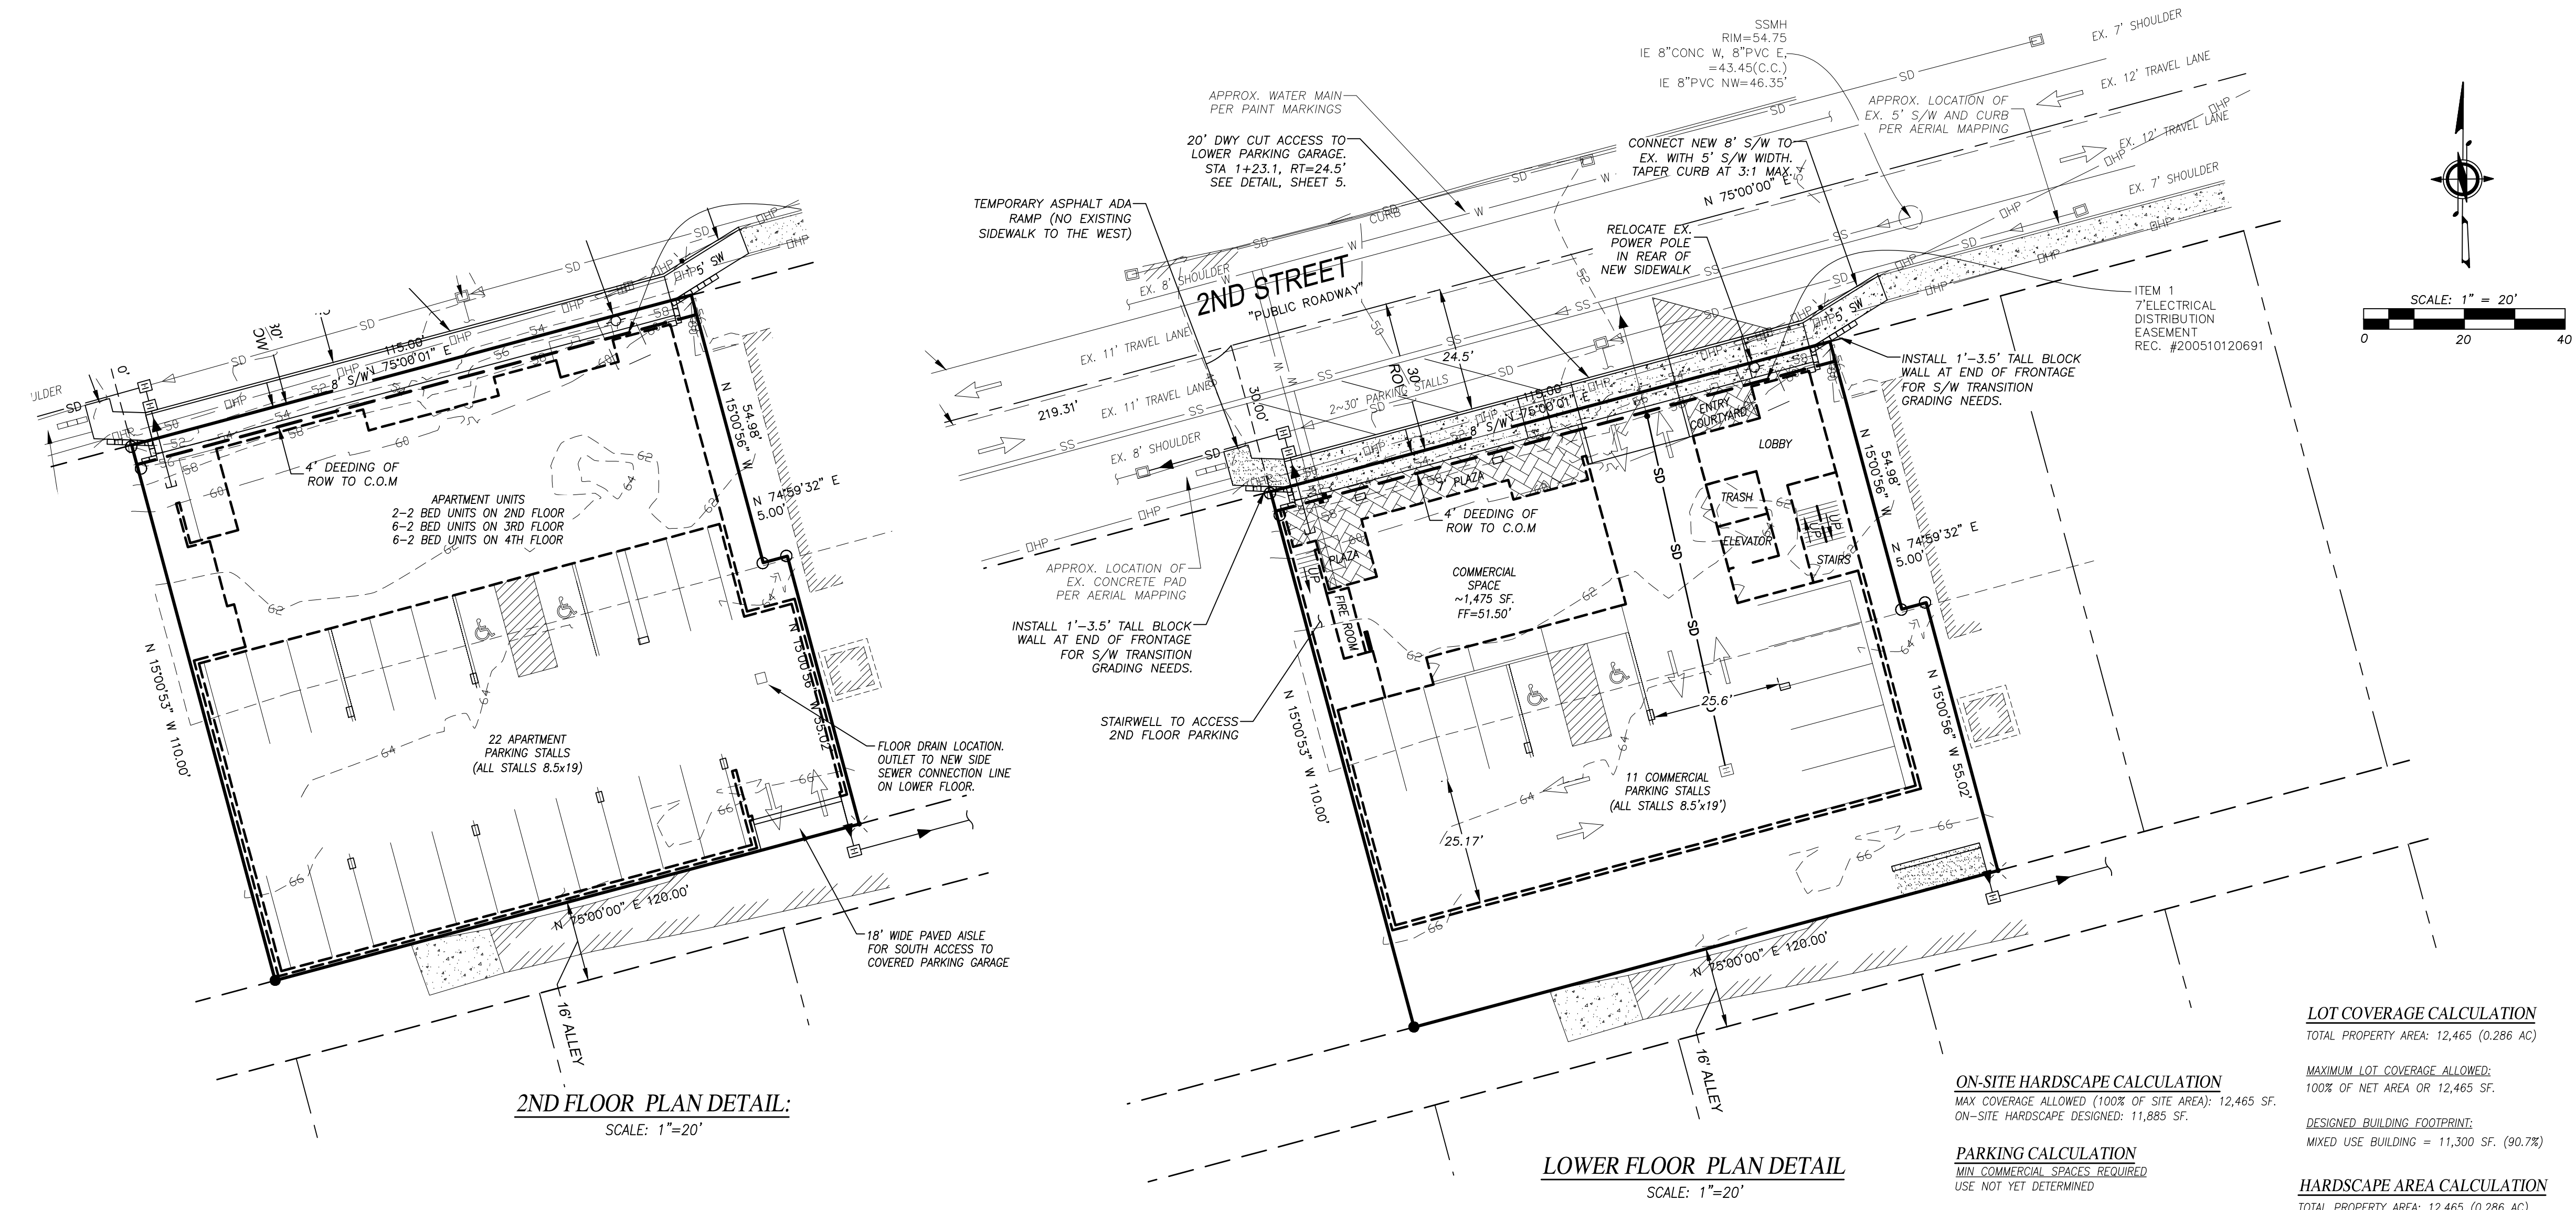 SSMH
RIM=54.75
IE 8"CONC W, 8"PVC E,
=43.45(C.C.)
IE 8"PVC NW=46.35'
EX. 7' SHOULDER
EX. 12' TRAVEL LANE
EX. 12' TRAVEL LANE
EX. 7' SHOULDER
APPROX. WATER MAIN
PER PAINT MARKINGS
20' DWY CUT ACCESS TO
LOWER PARKING GARAGE.
STA 1+23.1, RT=24.5'
SEE DETAIL, SHEET 5.
APPROX. LOCATION OF
EX. 5' S/W AND CURB
PER AERIAL MAPPING
CONNECT NEW 8' S/W TO
EX. WITH 5' S/W WIDTH.
TAPER CURB AT 3:1 MAX.
N 75°00'00" E
TEMPORARY ASPHALT ADA
RAMP (NO EXISTING
SIDEWALK TO THE WEST)
RELOCATE EX.
POWER POLE
IN REAR OF
NEW SIDEWALK
CURB
EX. 8' SHOULDER
2ND STREET
"PUBLIC ROADWAY"
EX. 11' TRAVEL LANE
EX. 11' TRAVEL LANE
219.31'
EX. 8' SHOULDER
30.00'
24.5'
30'
ROW
2~30' PARKING STALLS
115.00'
8' S/W
N 75°00'01" E
5' SW
ITEM 1
7'ELECTRICAL
DISTRIBUTION
EASEMENT
REC. #200510120691
SCALE: 1" = 20'
0 20 40
INSTALL 1'-3.5' TALL BLOCK
WALL AT END OF FRONTAGE
FOR S/W TRANSITION
GRADING NEEDS.
ENTRY
COURTYARD
LOBBY
TRASH
ELEVATOR
UP
UP
STAIRS
PLAZA
PLAZA
UP
FIRE ROOM
4' DEEDING OF
ROW TO C.O.M
COMMERCIAL
SPACE
~1,475 SF.
FF=51.50'
APPROX. LOCATION OF
EX. CONCRETE PAD
PER AERIAL MAPPING
INSTALL 1'-3.5' TALL BLOCK
WALL AT END OF FRONTAGE
FOR S/W TRANSITION
GRADING NEEDS.
STAIRWELL TO ACCESS
2ND FLOOR PARKING
N 15°00'56" W
54.98'
N 74°59'32" E
5.00'
N 15°00'56" W 55.02'
N 15°00'53" W 110.00'
25.6'
25.17'
11 COMMERCIAL
PARKING STALLS
(ALL STALLS 8.5'x19')
N 75°00'00" E 120.00'
16' ALLEY
LOWER FLOOR PLAN DETAIL
SCALE: 1"=20'
115.00'
8' S/W
N 75°00'01" E
5' SW
4' DEEDING OF
ROW TO C.O.M
APARTMENT UNITS
2-2 BED UNITS ON 2ND FLOOR
6-2 BED UNITS ON 3RD FLOOR
6-2 BED UNITS ON 4TH FLOOR
N 15°00'56" W
54.98'
N 74°59'32" E
5.00'
N 15°00'56" W 55.02'
N 15°00'53" W 110.00'
22 APARTMENT
PARKING STALLS
(ALL STALLS 8.5x19)
FLOOR DRAIN LOCATION.
OUTLET TO NEW SIDE
SEWER CONNECTION LINE
ON LOWER FLOOR.
18' WIDE PAVED AISLE
FOR SOUTH ACCESS TO
COVERED PARKING GARAGE
N 75°00'00" E 120.00'
16' ALLEY
2ND FLOOR PLAN DETAIL:
SCALE: 1"=20'
ON-SITE HARDSCAPE CALCULATION
MAX COVERAGE ALLOWED (100% OF SITE AREA): 12,465 SF.
ON-SITE HARDSCAPE DESIGNED: 11,885 SF.
PARKING CALCULATION
MIN COMMERCIAL SPACES REQUIRED
USE NOT YET DETERMINED
LOT COVERAGE CALCULATION
TOTAL PROPERTY AREA: 12,465 (0.286 AC)
MAXIMUM LOT COVERAGE ALLOWED:
100% OF NET AREA OR 12,465 SF.
DESIGNED BUILDING FOOTPRINT:
MIXED USE BUILDING = 11,300 SF. (90.7%)
HARDSCAPE AREA CALCULATION
TOTAL PROPERTY AREA: 12,465 (0.286 AC)